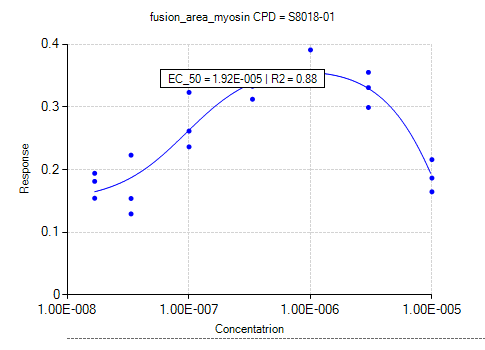 fusion_area_myosin CPD = S8018-01
0.4
EC_50 = 1.92E-005 | R2 = 0.88
0.3
Response
0.2
0.1
0
1.00E-008 1.00E-007 1.00E-006 1.00E-005
Concentatrion